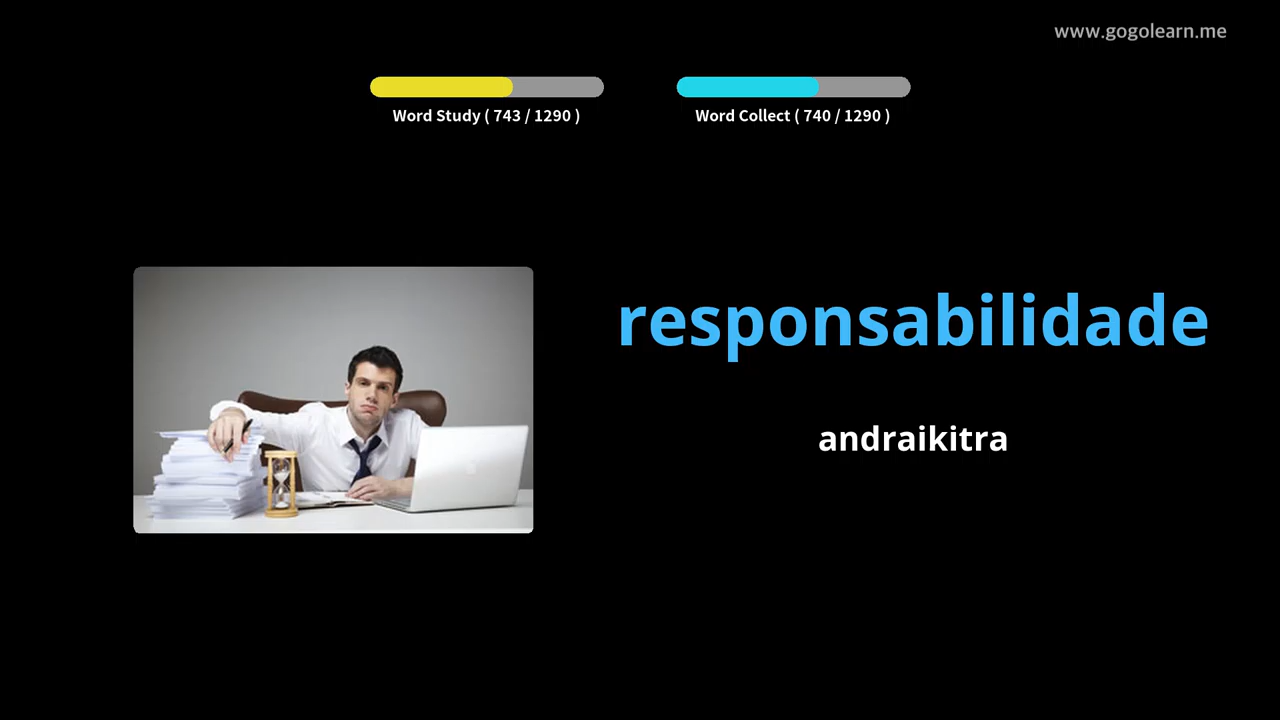 www.gogolearn.me
Word Study ( 743 / 1290 )
Word Collect ( 740 / 1290 )
responsabilidade
andraikitra